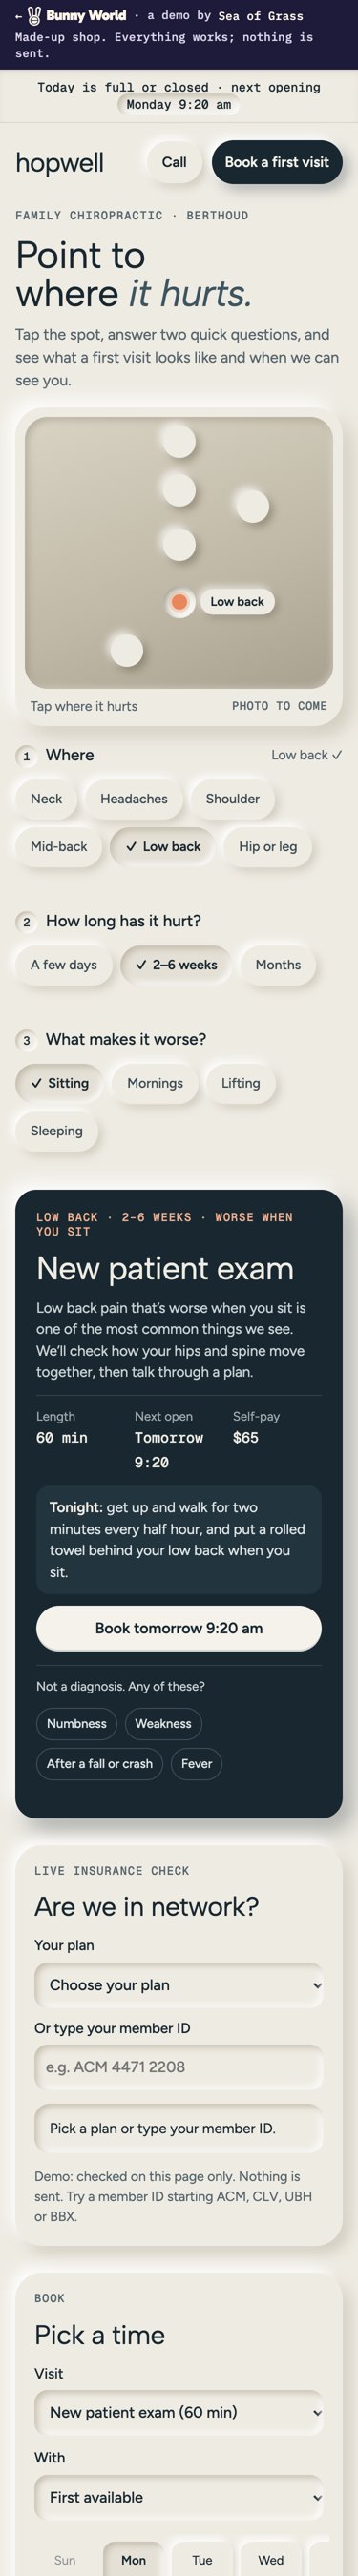 ← Bunny World · a demo by Sea of Grass
Made-up shop. Everything works; nothing is
sent.
Today is full or closed · next opening
Monday 9:20 am
hopwell
Call
Book a first visit
FAMILY CHIROPRACTIC · BERTHOUD
Point to
where it hurts.
Tap the spot, answer two quick questions, and
see what a first visit looks like and when we can
see you.
Low back
Tap where it hurts
PHOTO TO COME
1 Where
Low back ✓
Neck
Headaches
Shoulder
Mid-back
✓ Low back
Hip or leg
2 How long has it hurt?
A few days
✓ 2–6 weeks
Months
3 What makes it worse?
✓ Sitting
Mornings
Lifting
Sleeping
LOW BACK · 2–6 WEEKS · WORSE WHEN
YOU SIT
New patient exam
Low back pain that’s worse when you sit is
one of the most common things we see.
We’ll check how your hips and spine move
together, then talk through a plan.
Length
Next open
Self-pay
60 min
Tomorrow
$65
9:20
Tonight: get up and walk for two
minutes every half hour, and put a rolled
towel behind your low back when you
sit.
Book tomorrow 9:20 am
Not a diagnosis. Any of these?
Numbness
Weakness
After a fall or crash
Fever
LIVE INSURANCE CHECK
Are we in network?
Your plan
Choose your plan
Or type your member ID
e.g. ACM 4471 2208
Pick a plan or type your member ID.
Demo: checked on this page only. Nothing is
sent. Try a member ID starting ACM, CLV, UBH
or BBX.
BOOK
Pick a time
Visit
New patient exam (60 min)
With
First available
Sun
Mon
Tue
Wed